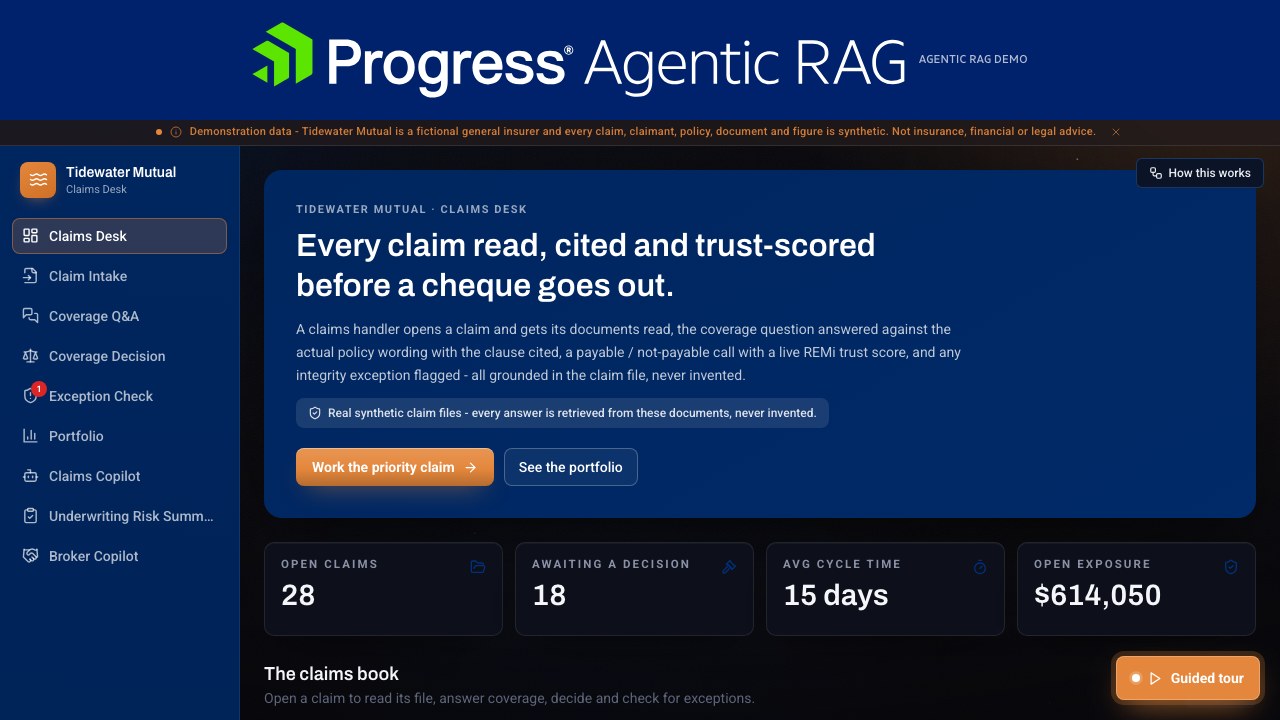 Progress® Agentic RAG AGENTIC RAG DEMO
Demonstration data - Tidewater Mutual is a fictional general insurer and every claim, claimant, policy, document and figure is synthetic. Not insurance, financial or legal advice.
Tidewater Mutual
Claims Desk
Claims Desk
Claim Intake
Coverage Q&A
Coverage Decision
1
Exception Check
Portfolio
Claims Copilot
Underwriting Risk Summ...
Broker Copilot
How this works
TIDEWATER MUTUAL · CLAIMS DESK
Every claim read, cited and trust-scored
before a cheque goes out.
A claims handler opens a claim and gets its documents read, the coverage question answered against the
actual policy wording with the clause cited, a payable / not-payable call with a live REMi trust score, and any
integrity exception flagged - all grounded in the claim file, never invented.
Real synthetic claim files - every answer is retrieved from these documents, never invented.
Work the priority claim
See the portfolio
OPEN CLAIMS
28
AWAITING A DECISION
18
AVG CYCLE TIME
15 days
OPEN EXPOSURE
$614,050
The claims book
Open a claim to read its file, answer coverage, decide and check for exceptions.
Guided tour